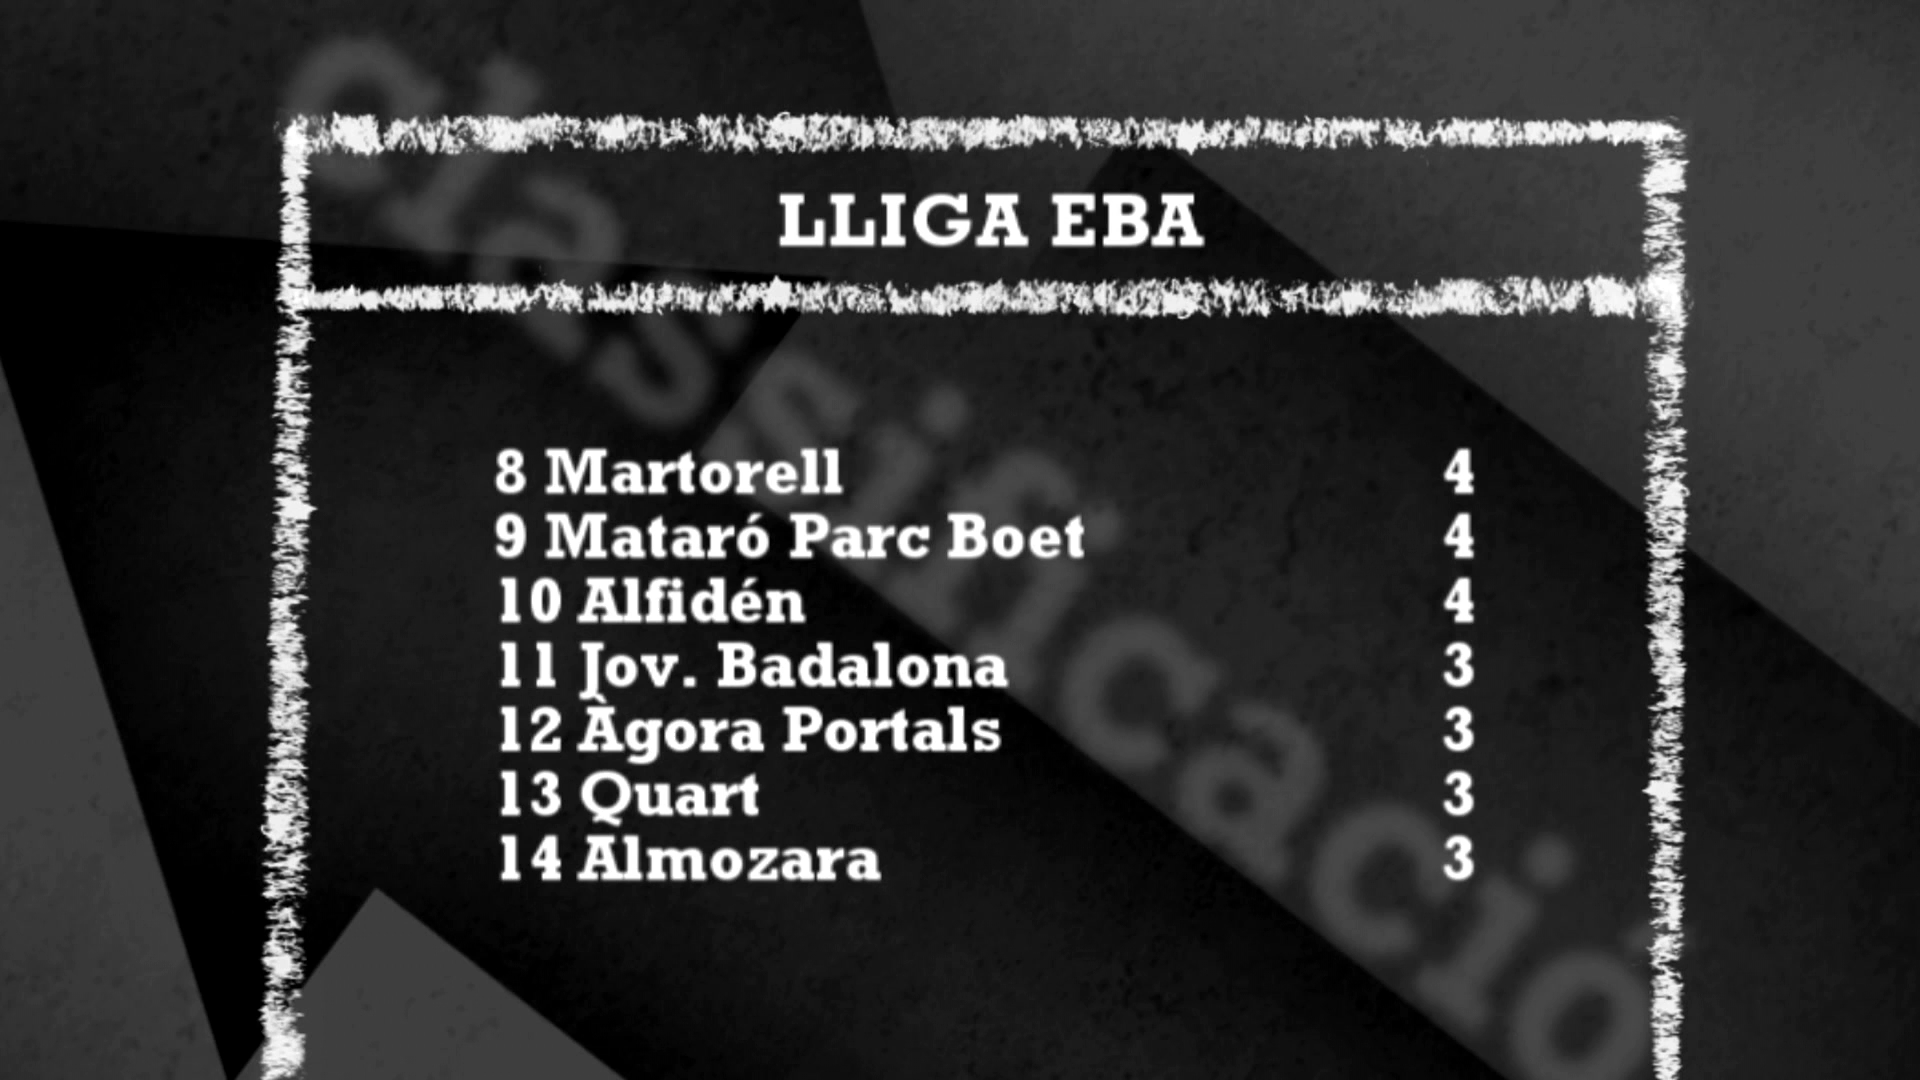 classificació
LLIGA EBA
8 Martorell 4
9 Mataró Parc Boet 4
10 Alfidén 4
11 Jov. Badalona 3
12 Àgora Portals 3
13 Quart 3
14 Almozara 3